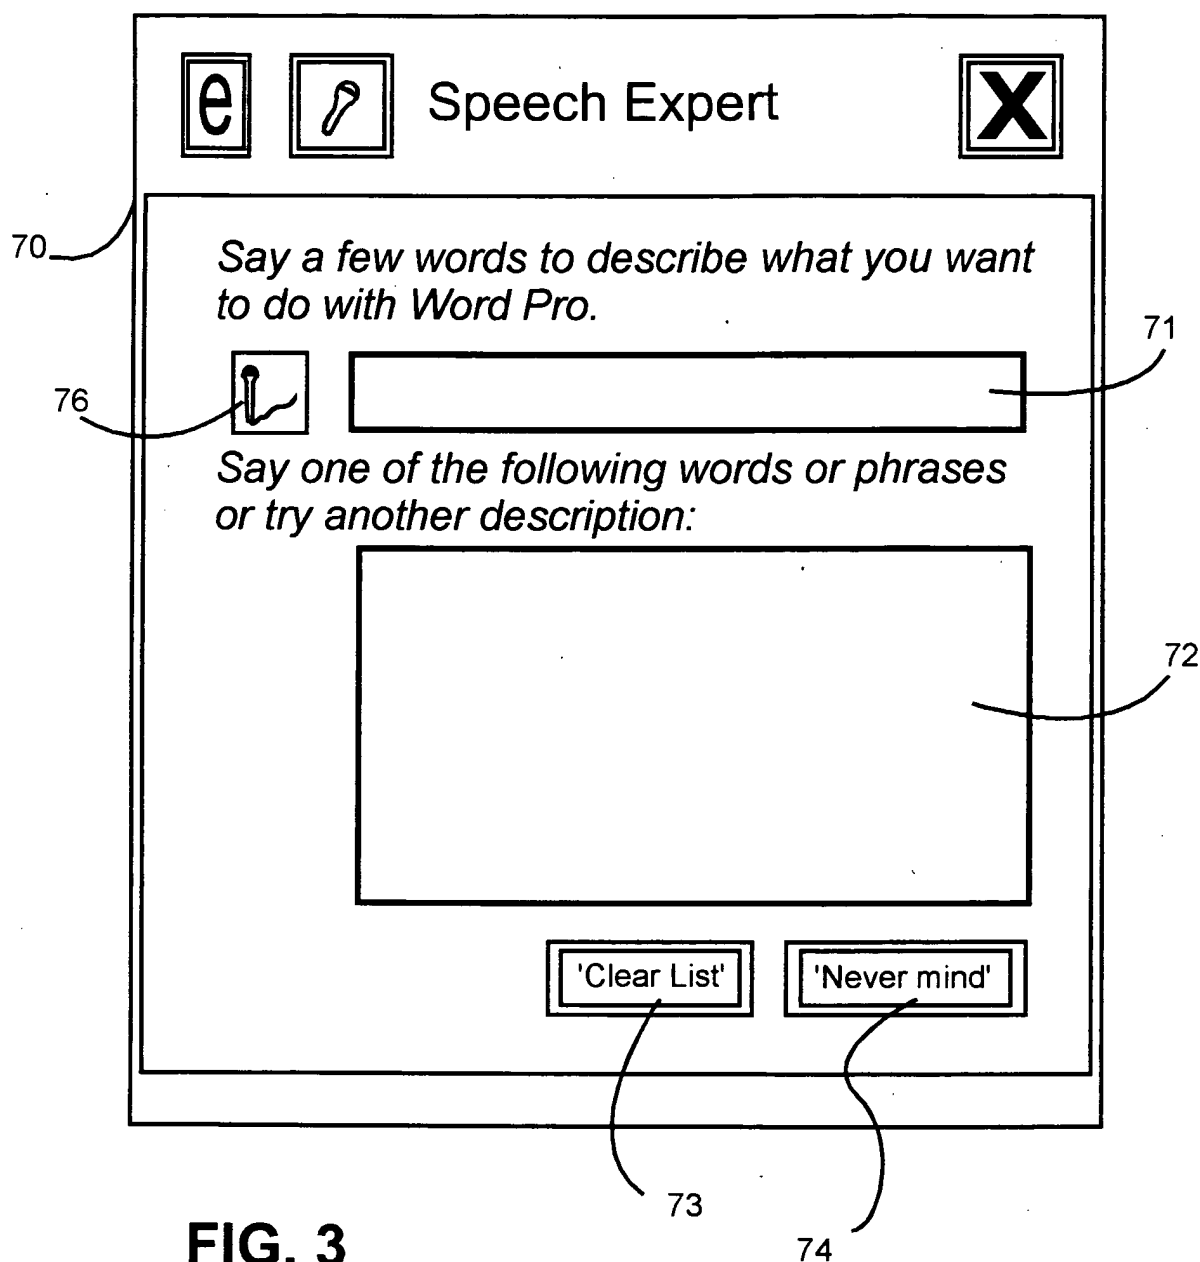 e Speech Expert X
70
Say a few words to describe what you want
to do with Word Pro.
71
76
Say one of the following words or phrases
or try another description:
72
'Clear List' 'Never mind'
73
74
FIG. 3